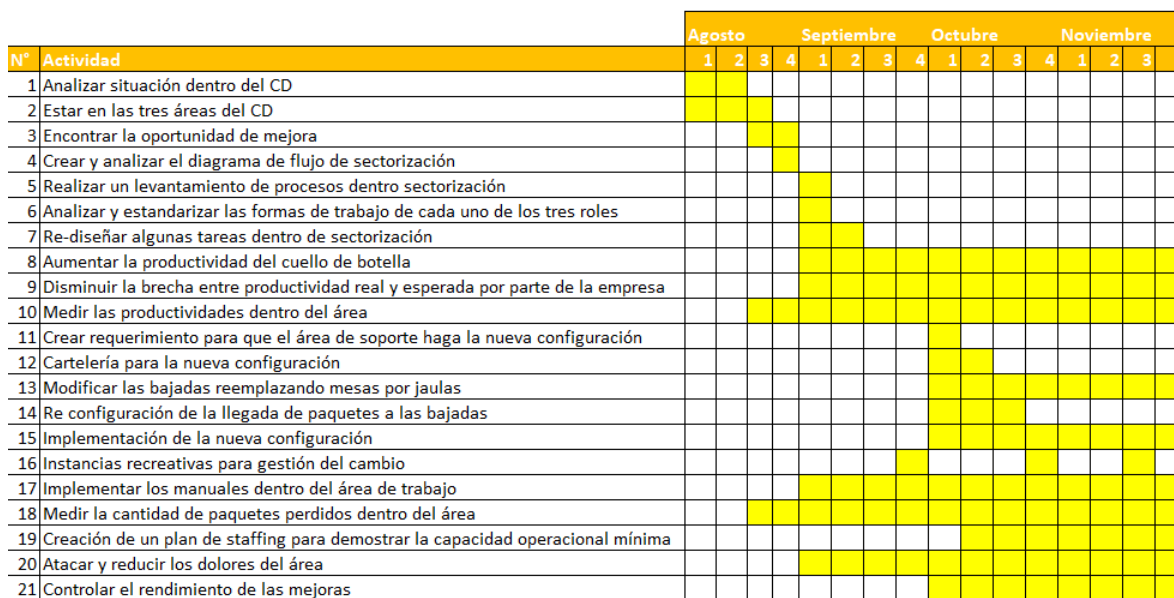 Agosto Septiembre Octubre Noviembre
N° Actividad 1 2 3 4 1 2 3 4 1 2 3 4 1 2 3
1 Analizar situación dentro del CD
2 Estar en las tres áreas del CD
3 Encontrar la oportunidad de mejora
4 Crear y analizar el diagrama de flujo de sectorización
5 Realizar un levantamiento de procesos dentro sectorización
6 Analizar y estandarizar las formas de trabajo de cada uno de los tres roles
7 Re-diseñar algunas tareas dentro de sectorización
8 Aumentar la productividad del cuello de botella
9 Disminuir la brecha entre productividad real y esperada por parte de la empresa
10 Medir las productividades dentro del área
11 Crear requerimiento para que el área de soporte haga la nueva configuración
12 Cartelería para la nueva configuración
13 Modificar las bajadas reemplazando mesas por jaulas
14 Re configuración de la llegada de paquetes a las bajadas
15 Implementación de la nueva configuración
16 Instancias recreativas para gestión del cambio
17 Implementar los manuales dentro del área de trabajo
18 Medir la cantidad de paquetes perdidos dentro del área
19 Creación de un plan de staffing para demostrar la capacidad operacional mínima
20 Atacar y reducir los dolores del área
21 Controlar el rendimiento de las mejoras